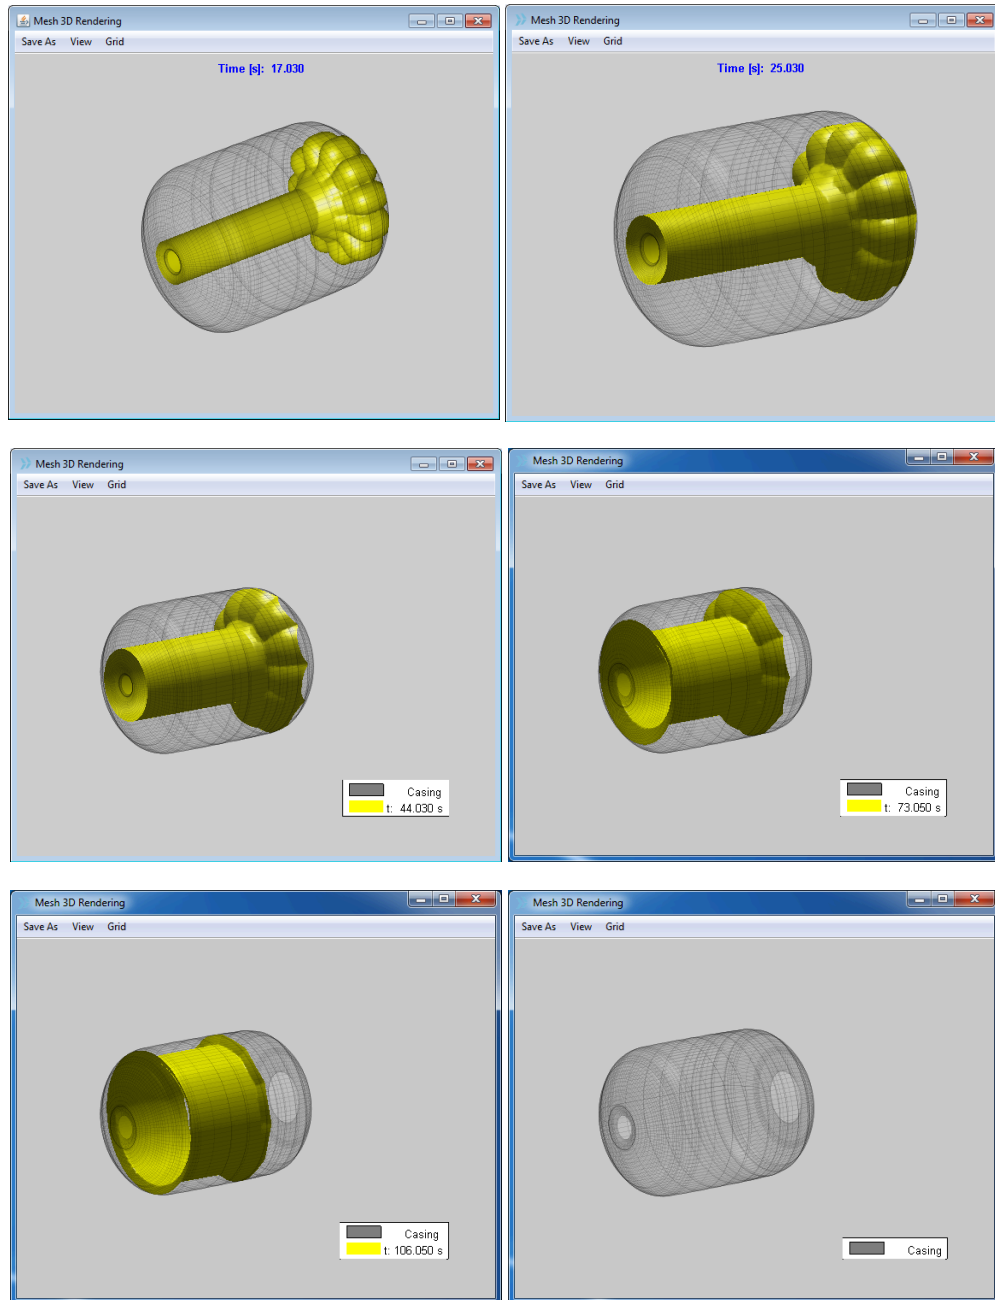 Mesh 3D Rendering
Save As View Grid
Time [s]: 17.030
Mesh 3D Rendering
Save As View Grid
Time [s]: 25.030
Mesh 3D Rendering
Save As View Grid
Casing
t: 44.030 s
Mesh 3D Rendering
Save As View Grid
Casing
t: 73.050 s
Mesh 3D Rendering
Save As View Grid
Casing
t: 106.050 s
Mesh 3D Rendering
Save As View Grid
Casing